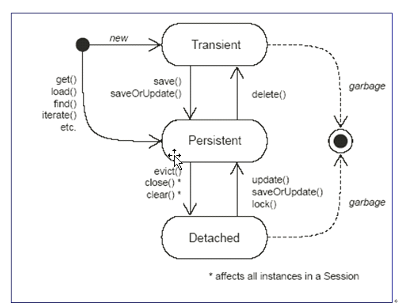 new
Transient
get()
load()
find()
iterate()
etc.
save()
saveOrUpdate()
delete()
garbage
Persistent
evict()
close() *
clear() *
update()
saveOrUpdate()
lock()
garbage
Detached
* affects all instances in a Session